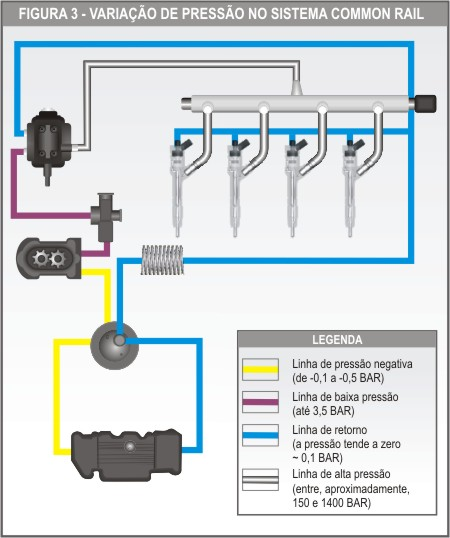 FIGURA 3 - VARIAÇÃO DE PRESSÃO NO SISTEMA COMMON RAIL
LEGENDA
Linha de pressão negativa
(de -0,1 a -0,5 BAR)
Linha de baixa pressão
(até 3,5 BAR)
Linha de retorno
(a pressão tende a zero
~ 0,1 BAR)
Linha de alta pressão
(entre, aproximadamente,
150 e 1400 BAR)